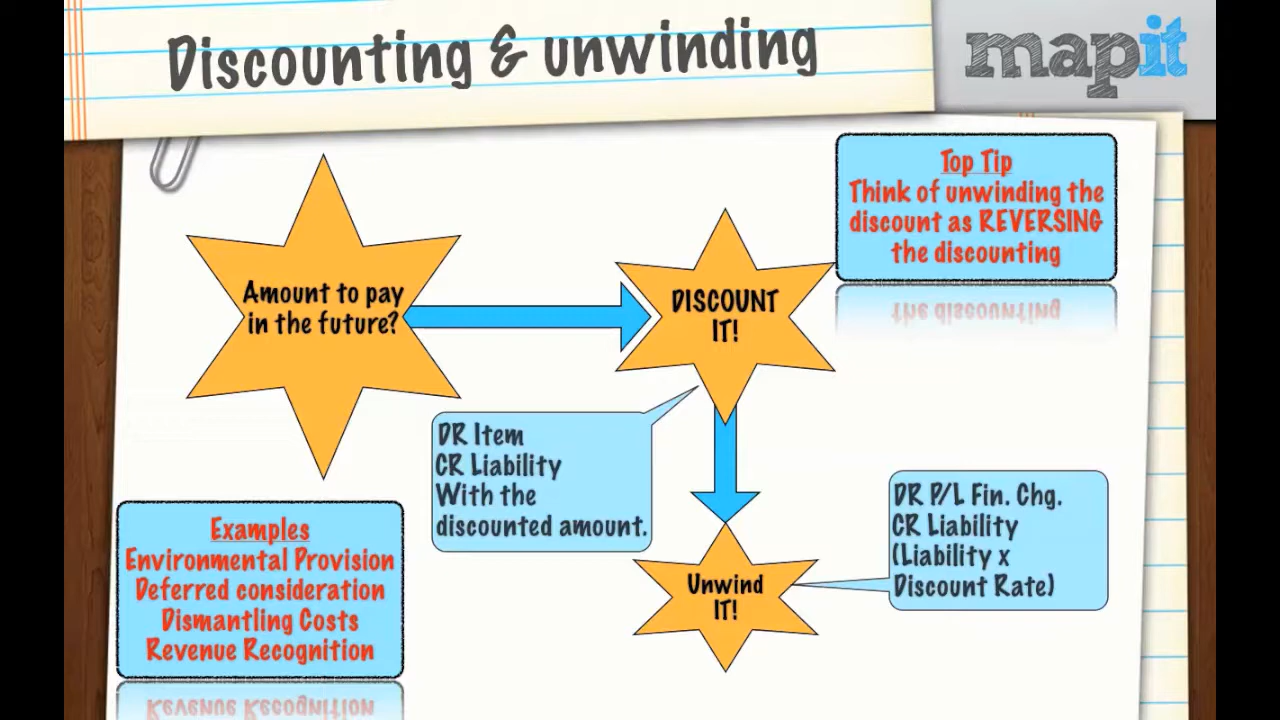 Discounting & unwinding
mapit
Top Tip
Think of unwinding the
discount as REVERSING
the discounting
Amount to pay
in the future?
DISCOUNT
IT!
DR Item
CR Liability
With the
discounted amount.
DR P/L Fin. Chg.
CR Liability
(Liability x
Discount Rate)
Unwind
IT!
Examples
Environmental Provision
Deferred consideration
Dismantling Costs
Revenue Recognition